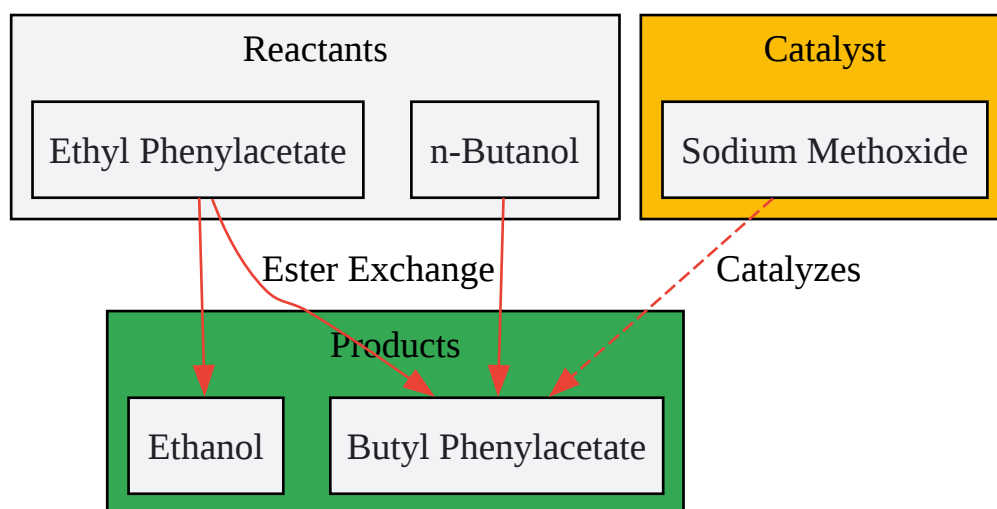 Reactants
Catalyst
Ethyl Phenylacetate
n-Butanol
Sodium Methoxide
Ester Exchange
Catalyzes
Products
Ethanol
Butyl Phenylacetate